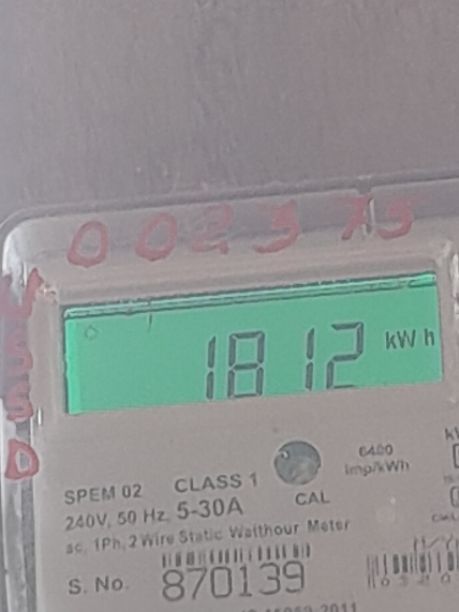 002375
1812 kWh
6400
imp/kWh
CAL
SPEM 02 CLASS 1
240V, 50 Hz, 5-30A
ac, 1Ph, 2 Wire Static Watthour Meter
S. No. 870139